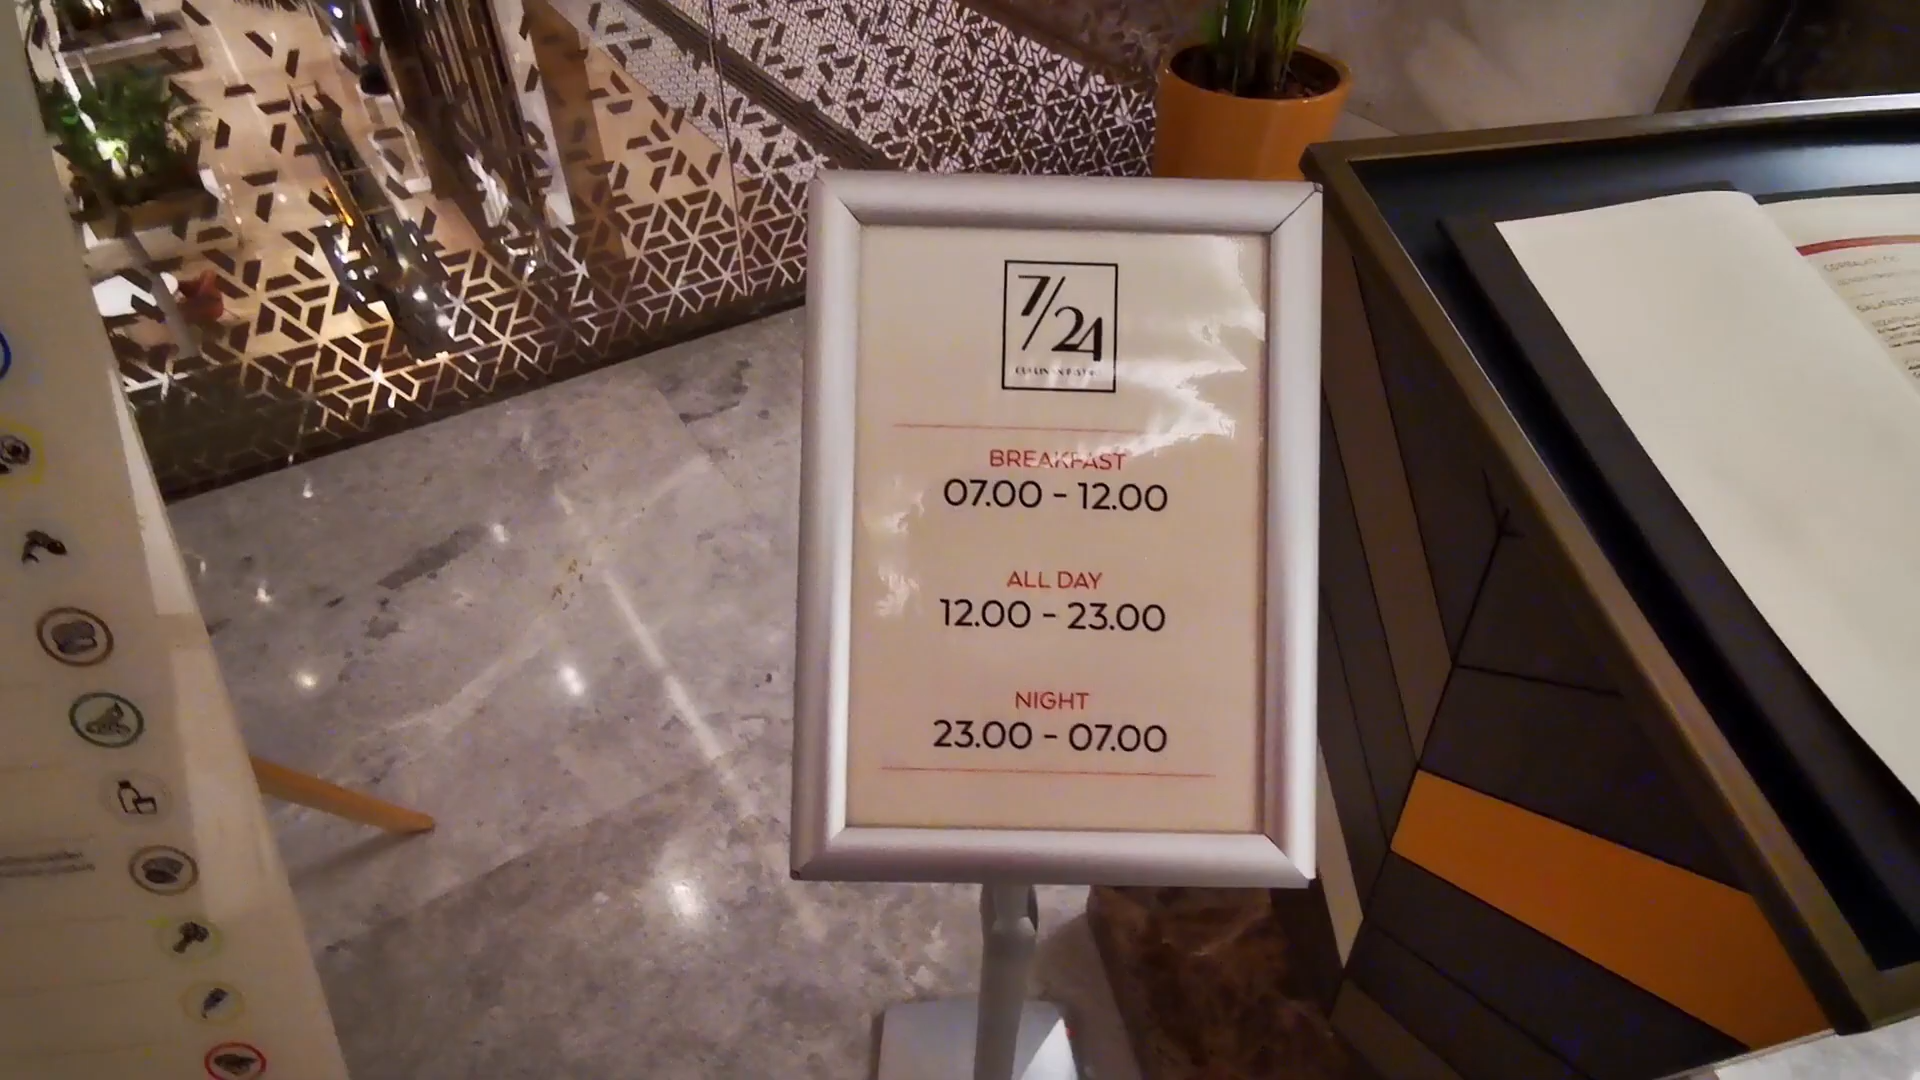 7/24
BREAKFAST
07.00 - 12.00
ALL DAY
12.00 - 23.00
NIGHT
23.00 - 07.00